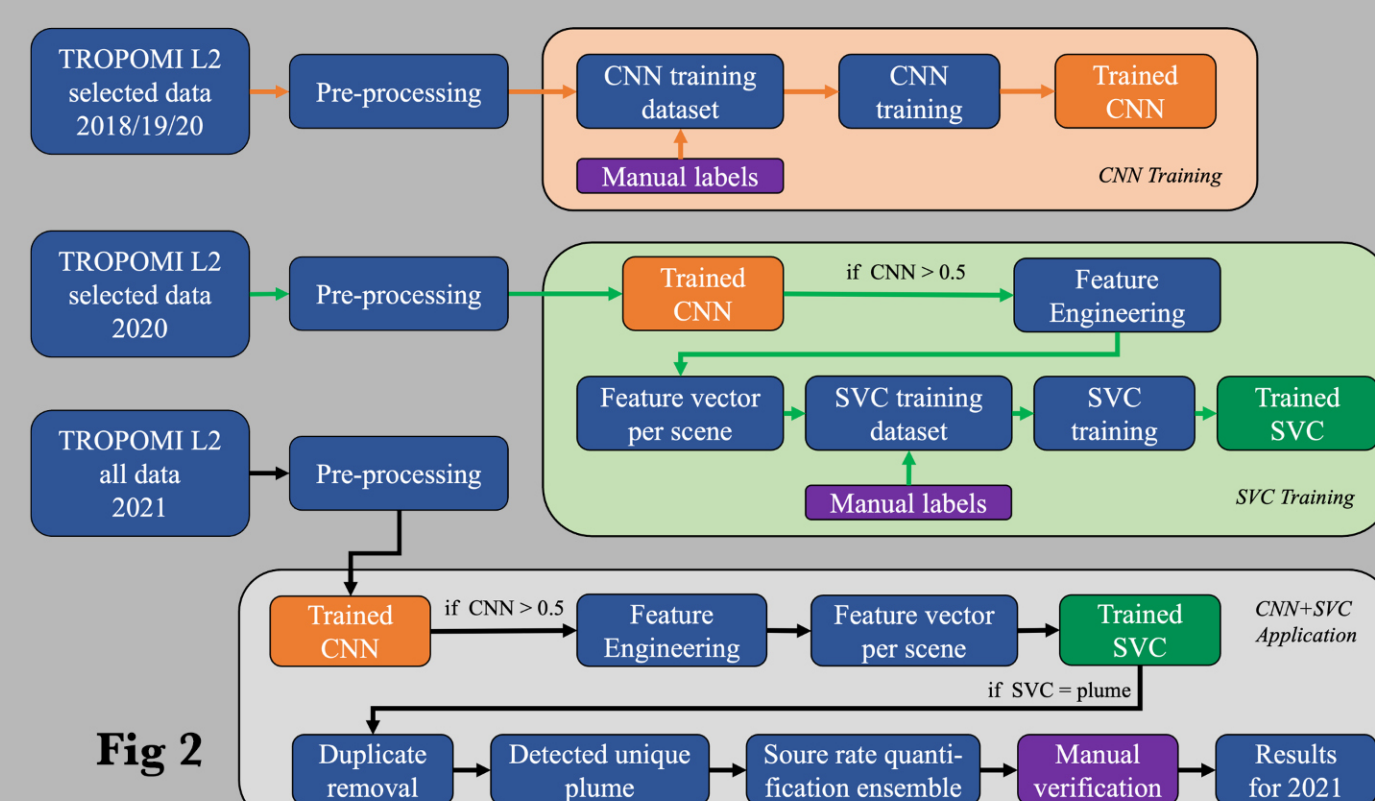 TROPOMI L2
selected data
2018/19/20
Pre-processing
CNN training
dataset
CNN
training
Trained
CNN
Manual labels
CNN Training
TROPOMI L2
selected data
2020
Pre-processing
Trained
CNN
if CNN > 0.5
Feature
Engineering
Feature vector
per scene
SVC training
dataset
SVC
training
Trained
SVC
Manual labels
SVC Training
TROPOMI L2
all data
2021
Pre-processing
Trained
CNN
if CNN > 0.5
Feature
Engineering
Feature vector
per scene
Trained
SVC
CNN+SVC
Application
if SVC = plume
Fig 2
Duplicate
removal
Detected unique
plume
Soure rate quanti-
fication ensemble
Manual
verification
Results
for 2021